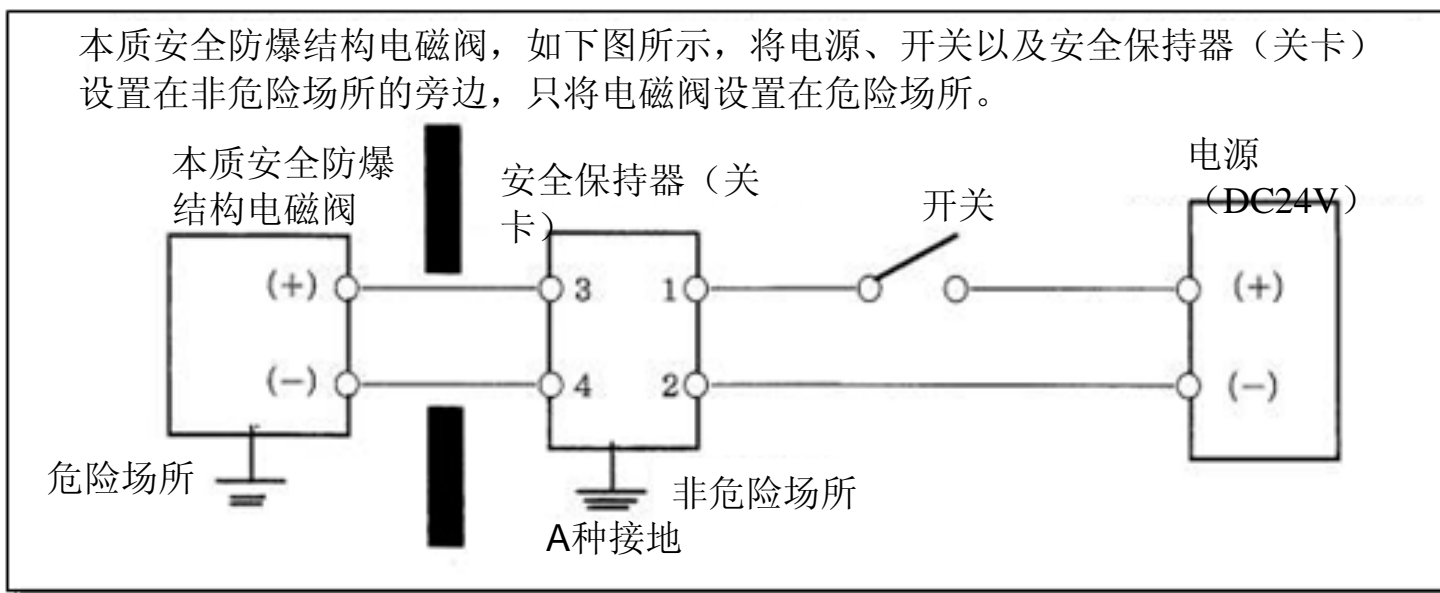 本质安全防爆结构电磁阀，如下图所示，将电源、开关以及安全保持器（关卡）
设置在非危险场所的旁边，只将电磁阀设置在危险场所。
本质安全防爆
结构电磁阀
安全保持器（关
卡）
开关
电源
（DC24V）
(+)
3
1
(+)
(−)
4
2
(−)
危险场所
非危险场所
A种接地